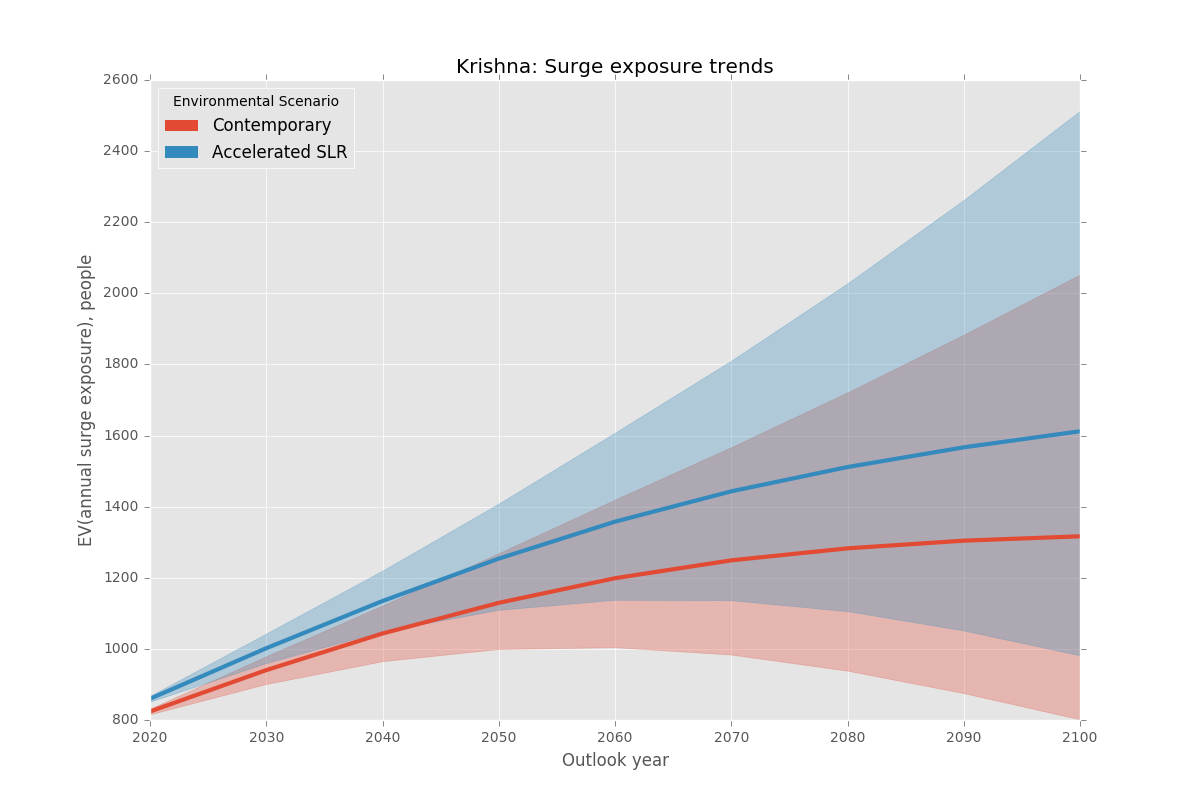 Krishna: Surge exposure trends
Environmental Scenario
Contemporary
Accelerated SLR
EV(annual surge exposure), people
2600
2400
2200
2000
1800
1600
1400
1200
1000
800
2020 2030 2040 2050 2060 2070 2080 2090 2100
Outlook year